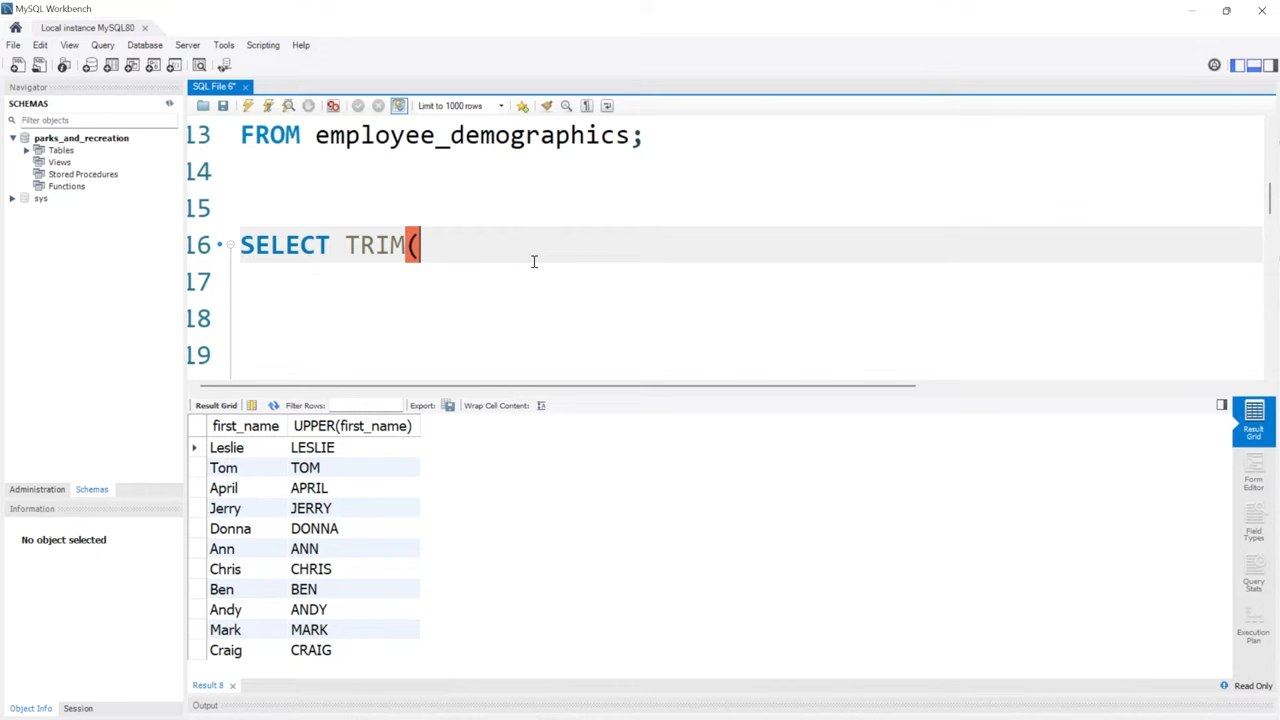 MySQL Workbench
Local instance MySQL80
File Edit View Query Database Server Tools Scripting Help
Navigator
SCHEMAS
Filter objects
parks_and_recreation
Tables
Views
Stored Procedures
Functions
sys
Administration Schemas
Information
No object selected
Object Info Session
SQL File 6*
Limit to 1000 rows
13 FROM employee_demographics;
14
15
16 SELECT TRIM(
17
18
19
Result Grid Filter Rows: Export: Wrap Cell Content:
first_name UPPER(first_name)
Leslie LESLIE
Tom TOM
April APRIL
Jerry JERRY
Donna DONNA
Ann ANN
Chris CHRIS
Ben BEN
Andy ANDY
Mark MARK
Craig CRAIG
Result 8
Output
Result
Grid
Form
Editor
Field
Types
Query
Stats
Execution
Plan
Read Only